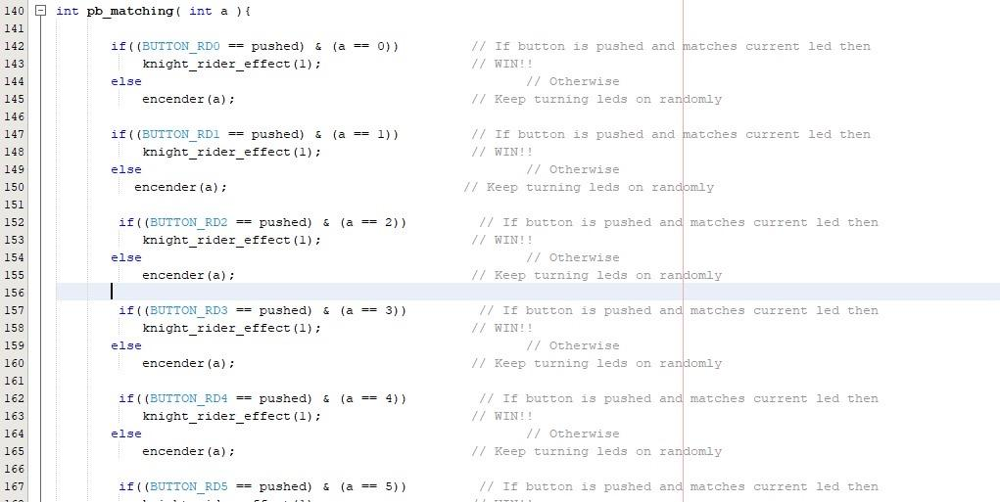 140 int pb_matching( int a ){
141
142 if((BUTTON_RD0 == pushed) & (a == 0)) // If button is pushed and matches current led then
143 knight_rider_effect(1); // WIN!!
144 else // Otherwise
145 encender(a); // Keep turning leds on randomly
146
147 if((BUTTON_RD1 == pushed) & (a == 1)) // If button is pushed and matches current led then
148 knight_rider_effect(1); // WIN!!
149 else // Otherwise
150 encender(a); // Keep turning leds on randomly
151
152 if((BUTTON_RD2 == pushed) & (a == 2)) // If button is pushed and matches current led then
153 knight_rider_effect(1); // WIN!!
154 else // Otherwise
155 encender(a); // Keep turning leds on randomly
156
157 if((BUTTON_RD3 == pushed) & (a == 3)) // If button is pushed and matches current led then
158 knight_rider_effect(1); // WIN!!
159 else // Otherwise
160 encender(a); // Keep turning leds on randomly
161
162 if((BUTTON_RD4 == pushed) & (a == 4)) // If button is pushed and matches current led then
163 knight_rider_effect(1); // WIN!!
164 else // Otherwise
165 encender(a); // Keep turning leds on randomly
166
167 if((BUTTON_RD5 == pushed) & (a == 5)) // If button is pushed and matches current led then